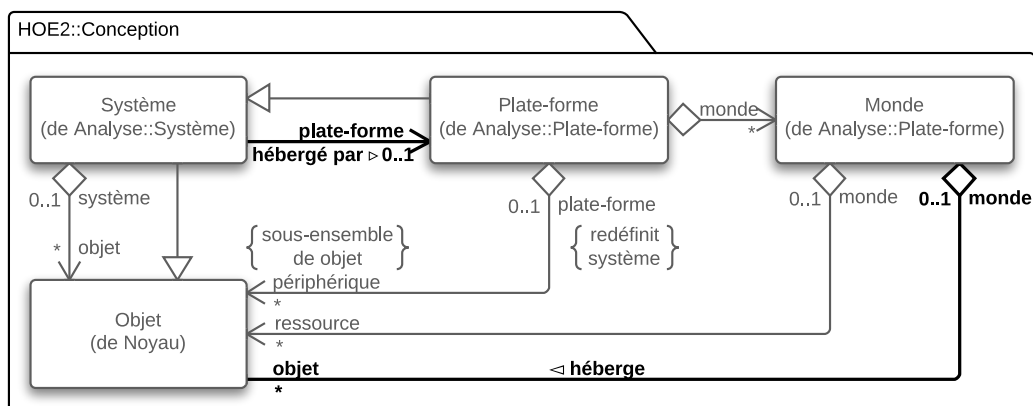 HOE2::Conception
Système
(de Analyse::Système)
plate-forme
hébergé par ▹ 0..1
Plate-forme
(de Analyse::Plate-forme)
monde
*
Monde
(de Analyse::Plate-forme)
0..1
système
*
objet
0..1
plate-forme
{ sous-ensemble
de objet }
{ redéfinit
système }
0..1
monde
0..1
monde
périphérique
*
ressource
*
Objet
(de Noyau)
objet
*
◃ héberge